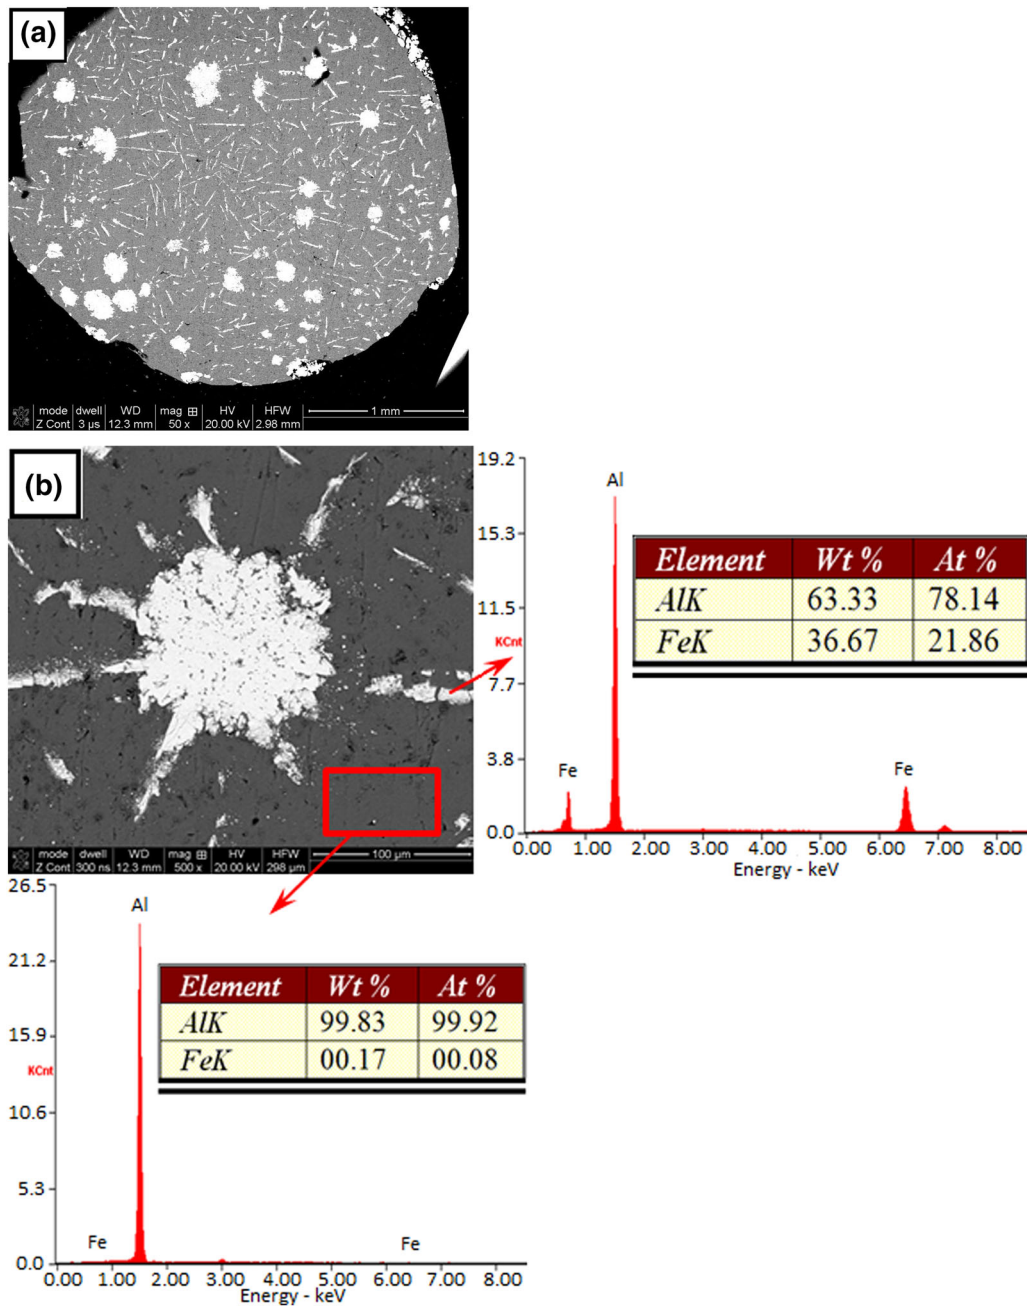 (a)
mode dwell WD mag HV HFW 1 mm
Z Cont 3 µs 12.3 mm 50 x 20.00 kV 2.98 mm
(b)
mode dwell WD mag HV HFW 100 µm
Z Cont 300 ns 12.3 mm 500 x 20.00 kV 298 µm
19.2
15.3
11.5
KCnt
7.7
3.8
0.0
Al
Fe
Fe
Element Wt % At %
AlK 63.33 78.14
FeK 36.67 21.86
0.00 1.00 2.00 3.00 4.00 5.00 6.00 7.00 8.00
Energy - keV
26.5
21.2
15.9
KCnt
10.6
5.3
0.0
Al
Fe
Fe
Element Wt % At %
AlK 99.83 99.92
FeK 00.17 00.08
0.00 1.00 2.00 3.00 4.00 5.00 6.00 7.00 8.00
Energy - keV